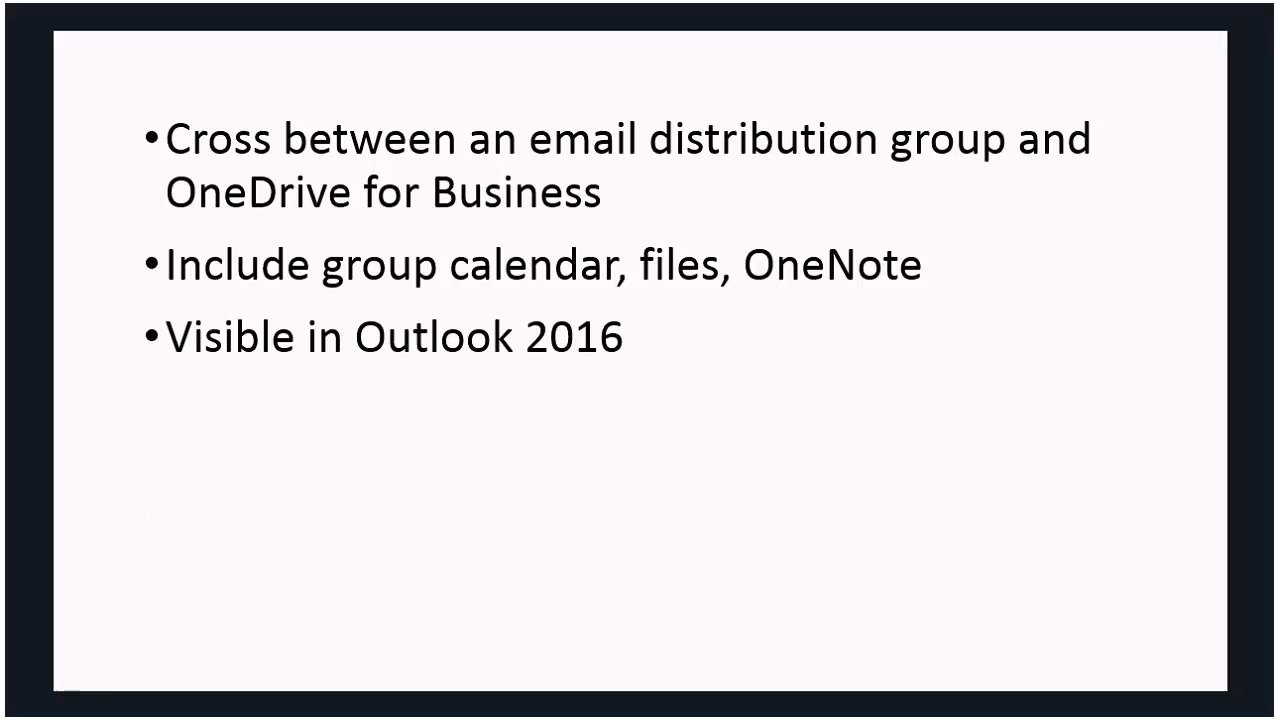 •Cross between an email distribution group and
OneDrive for Business
•Include group calendar, files, OneNote
•Visible in Outlook 2016